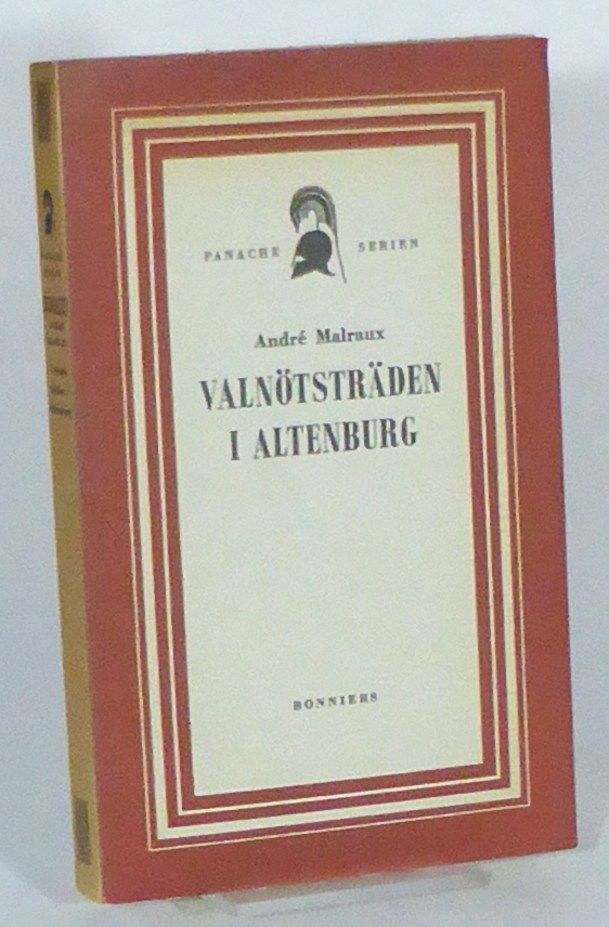 PANACHE SERIEN
André Malraux
VALNÖTSTRÄDEN
I ALTENBURG
BONNIERS